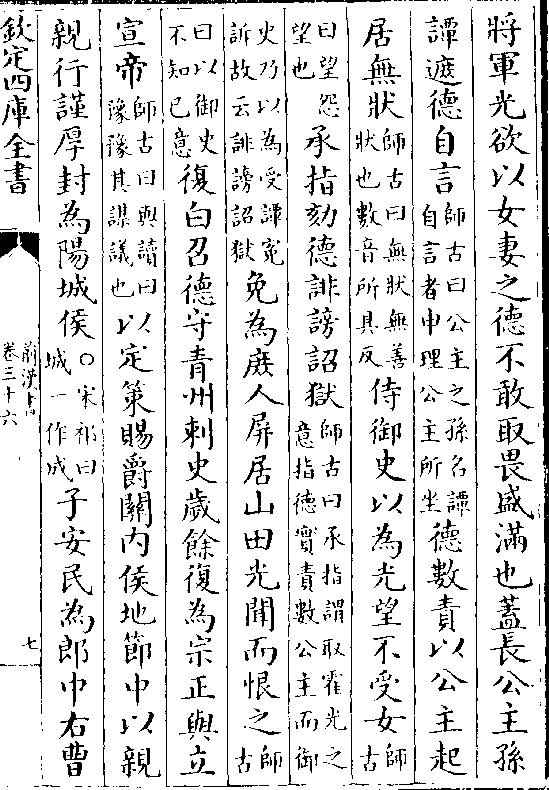 將軍光欲以女妻之德不敢取畏盛滿也蓋長公主孫
譚遮德自言師古曰公主之孫名譚自言者申理公主所坐德數責以公主起
居無狀師古曰無狀無善狀也數音所具反侍御史以為光望不受女師古
曰望怨望也承指劾德誹謗詔獄師古曰承指謂取霍光之意指德實責數公主而御
史乃以為受譚冤訴故云誹謗詔獄免為庶人屏居山田光聞而恨之師古
曰以御史不知已意復白召德守青州刺史歲餘復為宗正與立
宣帝師古曰與讀曰豫豫其謀議也以定策賜爵關内侯地節中以親
親行謹厚封為陽城侯○宋祁曰城一作成子安民為郎中右曹
欽定四庫全書
前漢書
卷三十六
七